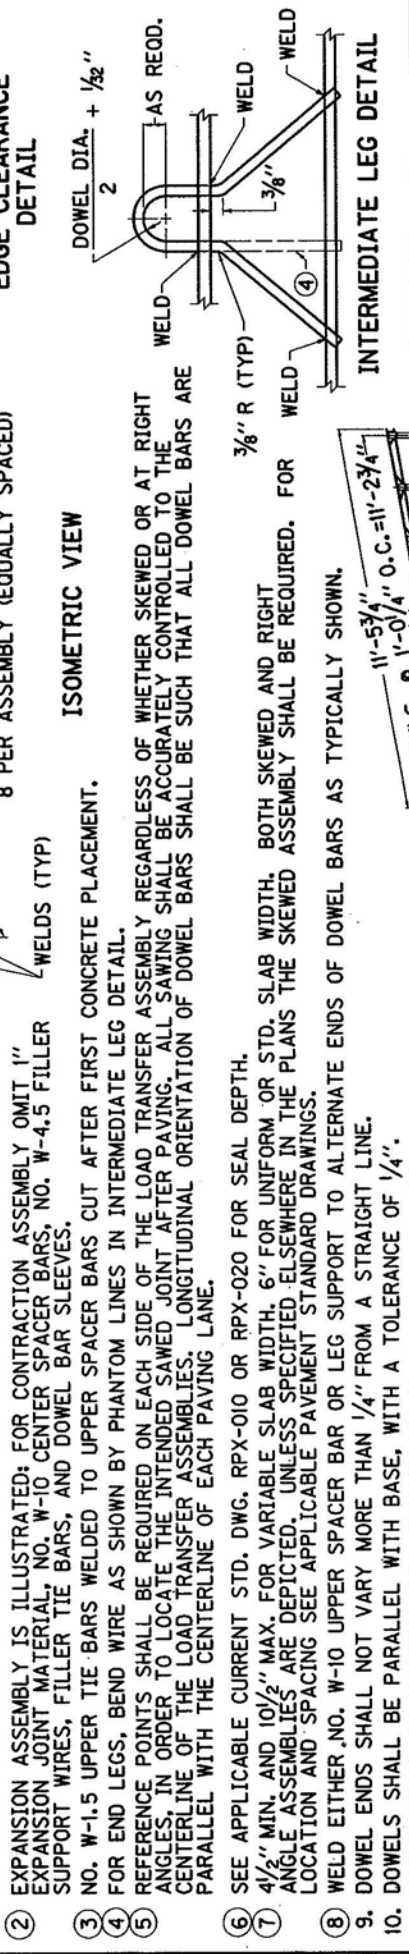 EDGE CLEARANCE
DETAIL
8 PER ASSEMBLY (EQUALLY SPACED)
WELDS (TYP)
ISOMETRIC VIEW
② EXPANSION ASSEMBLY IS ILLUSTRATED; FOR CONTRACTION ASSEMBLY OMIT 1"
EXPANSION JOINT MATERIAL, NO. W-10 CENTER SPACER BARS, NO. W-4.5 FILLER
SUPPORT WIRES, FILLER TIE BARS, AND DOWEL BAR SLEEVES.
③ NO. W-1.5 UPPER TIE BARS WELDED TO UPPER SPACER BARS CUT AFTER FIRST CONCRETE PLACEMENT.
④ FOR END LEGS, BEND WIRE AS SHOWN BY PHANTOM LINES IN INTERMEDIATE LEG DETAIL.
⑤ REFERENCE POINTS SHALL BE REQUIRED ON EACH SIDE OF THE LOAD TRANSFER ASSEMBLY REGARDLESS OF WHETHER SKEWED OR AT RIGHT
ANGLES, IN ORDER TO LOCATE THE INTENDED SAWED JOINT AFTER PAVING. ALL SAWING SHALL BE ACCURATELY CONTROLLED TO THE
CENTERLINE OF THE LOAD TRANSFER ASSEMBLIES. LONGITUDINAL ORIENTATION OF DOWEL BARS SHALL BE SUCH THAT ALL DOWEL BARS ARE
PARALLEL WITH THE CENTERLINE OF EACH PAVING LANE.
⑥ SEE APPLICABLE CURRENT STD. DWG. RPX-010 OR RPX-020 FOR SEAL DEPTH.
⑦ 4½" MIN. AND 10½" MAX. FOR VARIABLE SLAB WIDTH. 6" FOR UNIFORM OR STD. SLAB WIDTH. BOTH SKEWED AND RIGHT
ANGLE ASSEMBLIES ARE DEPICTED. UNLESS SPECIFIED ELSEWHERE IN THE PLANS THE SKEWED ASSEMBLY SHALL BE REQUIRED. FOR
LOCATION AND SPACING SEE APPLICABLE PAVEMENT STANDARD DRAWINGS.
⑧ WELD EITHER NO. W-10 UPPER SPACER BAR OR LEG SUPPORT TO ALTERNATE ENDS OF DOWEL BARS AS TYPICALLY SHOWN.
9. DOWEL ENDS SHALL NOT VARY MORE THAN ¼" FROM A STRAIGHT LINE.
10. DOWELS SHALL BE PARALLEL WITH BASE, WITH A TOLERANCE OF ¼".
DOWEL DIA. + 1/32"
2
AS REQD.
WELD
WELD
WELD
3/8"
3/8" R (TYP)
④
WELD
INTERMEDIATE LEG DETAIL
11'-5¾"
1'-0¼" O.C.=11'-2¾"